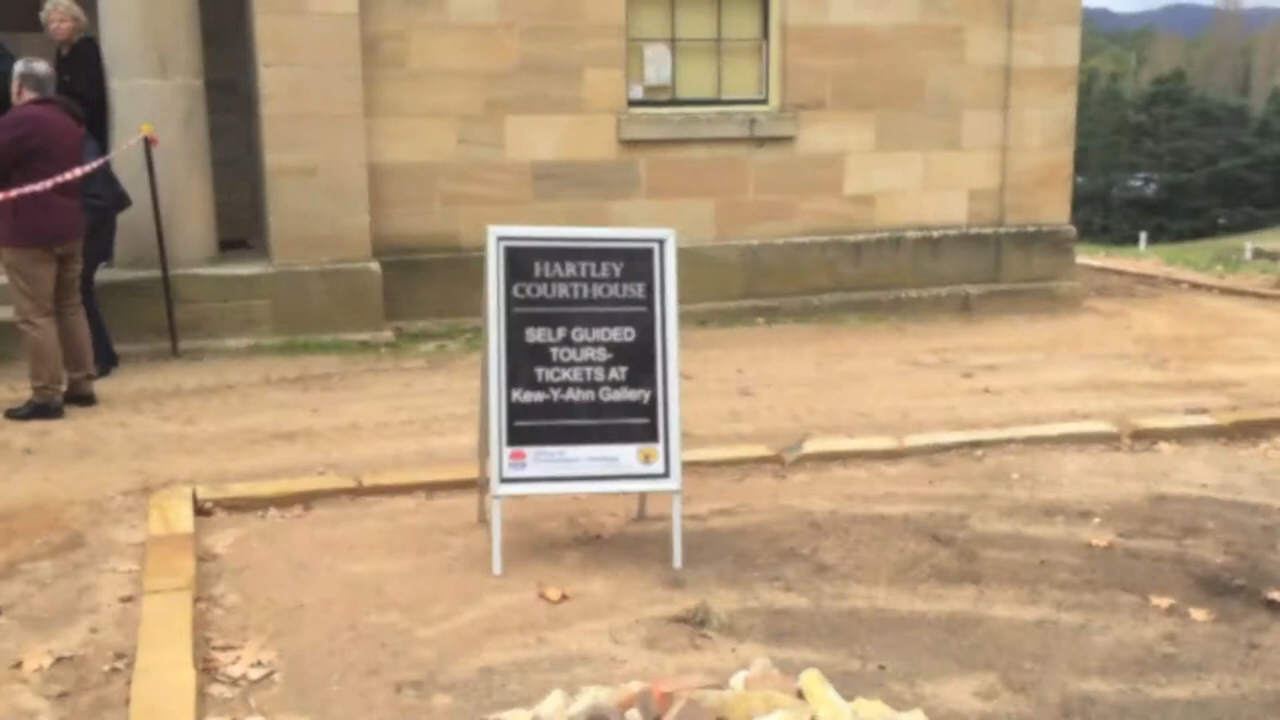 HARTLEY
COURTHOUSE
SELF GUIDED
TOURS-
TICKETS AT
Kew-Y-Ahn Gallery